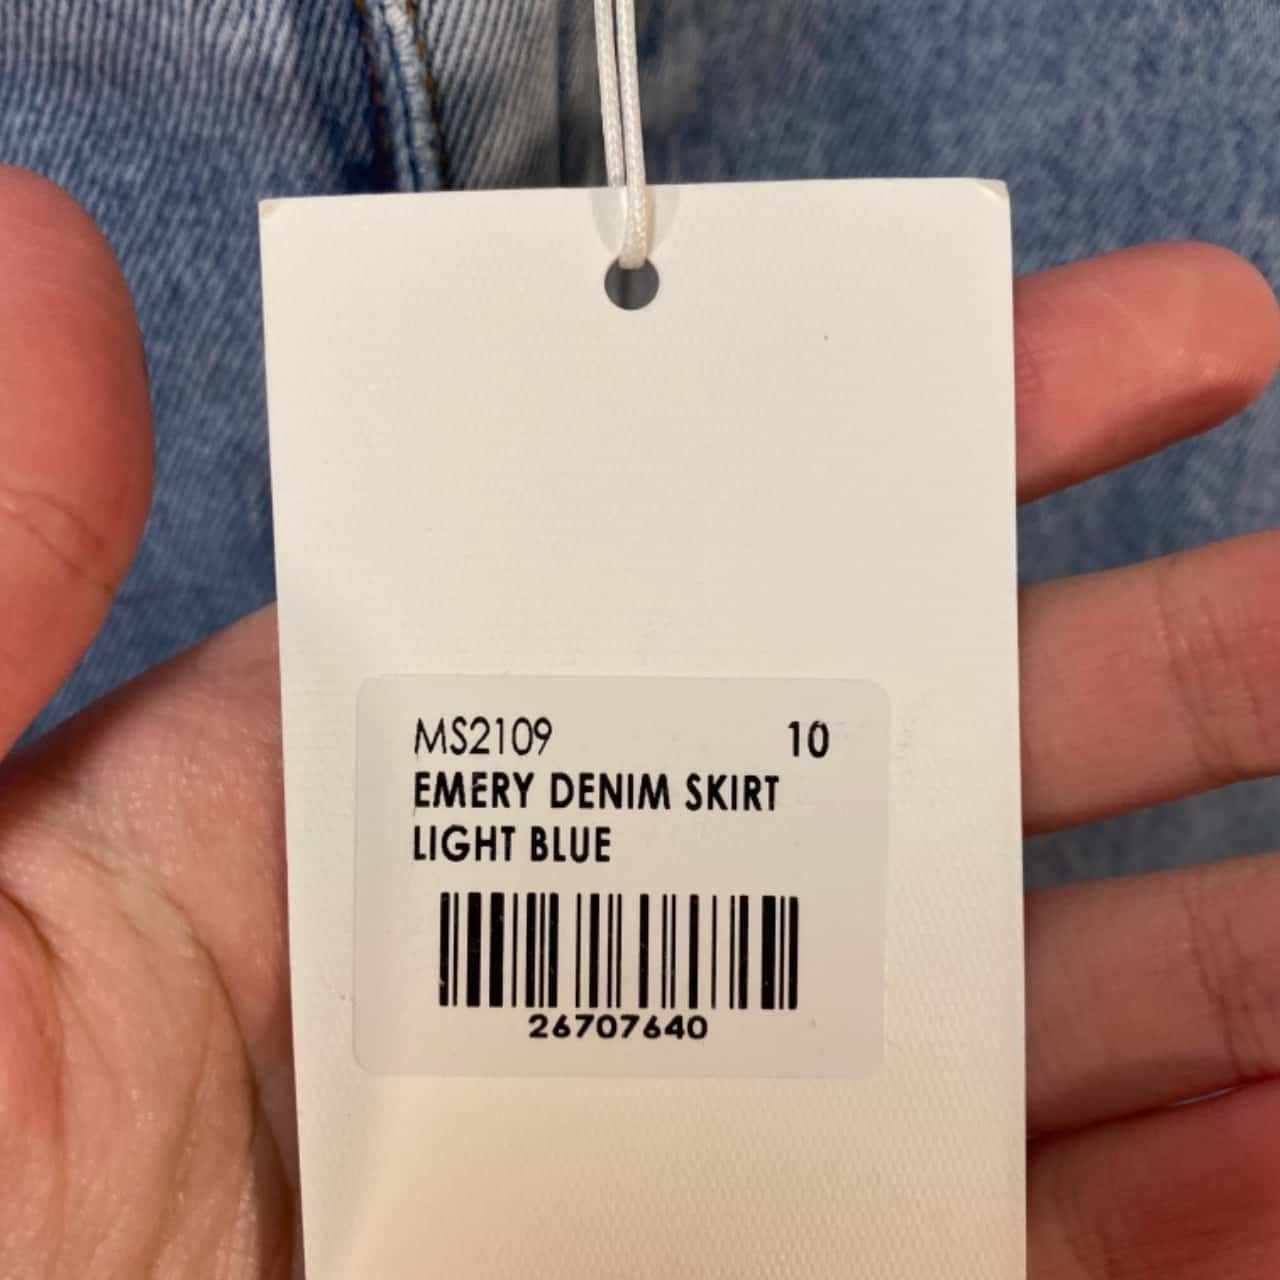 MS2109 10
EMERY DENIM SKIRT
LIGHT BLUE
26707640